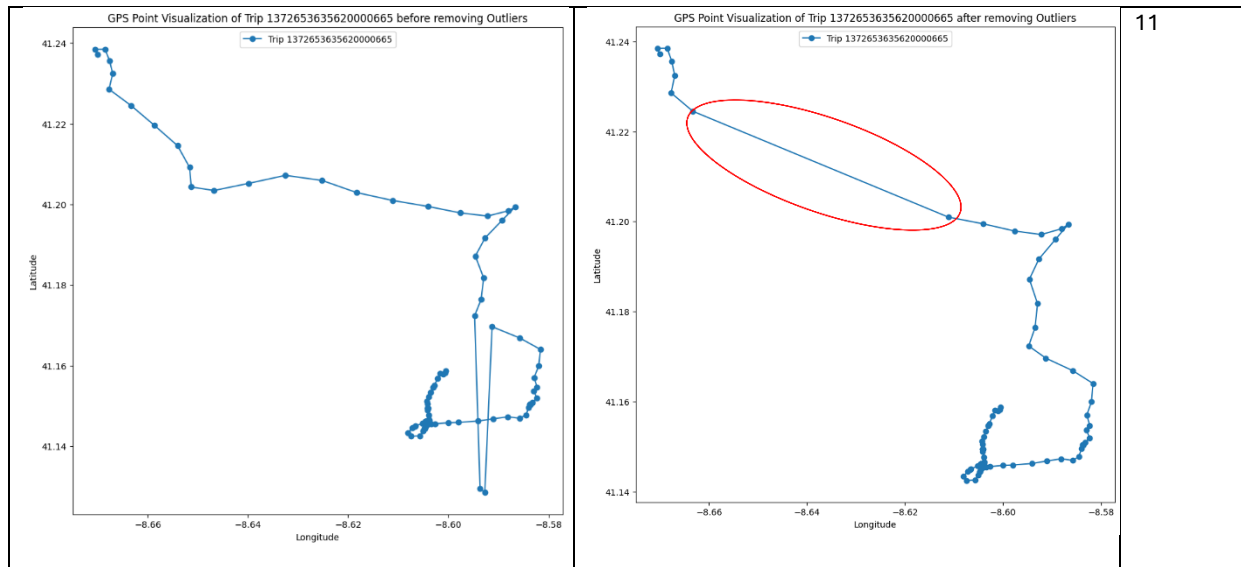 GPS Point Visualization of Trip 1372653635620000665 before removing Outliers
Trip 1372653635620000665
41.24
41.22
41.20
41.18
41.16
41.14
Latitude
−8.66
−8.64
−8.62
−8.60
−8.58
Longitude
GPS Point Visualization of Trip 1372653635620000665 after removing Outliers
Trip 1372653635620000665
41.24
41.22
41.20
41.18
41.16
41.14
Latitude
−8.66
−8.64
−8.62
−8.60
−8.58
Longitude
11